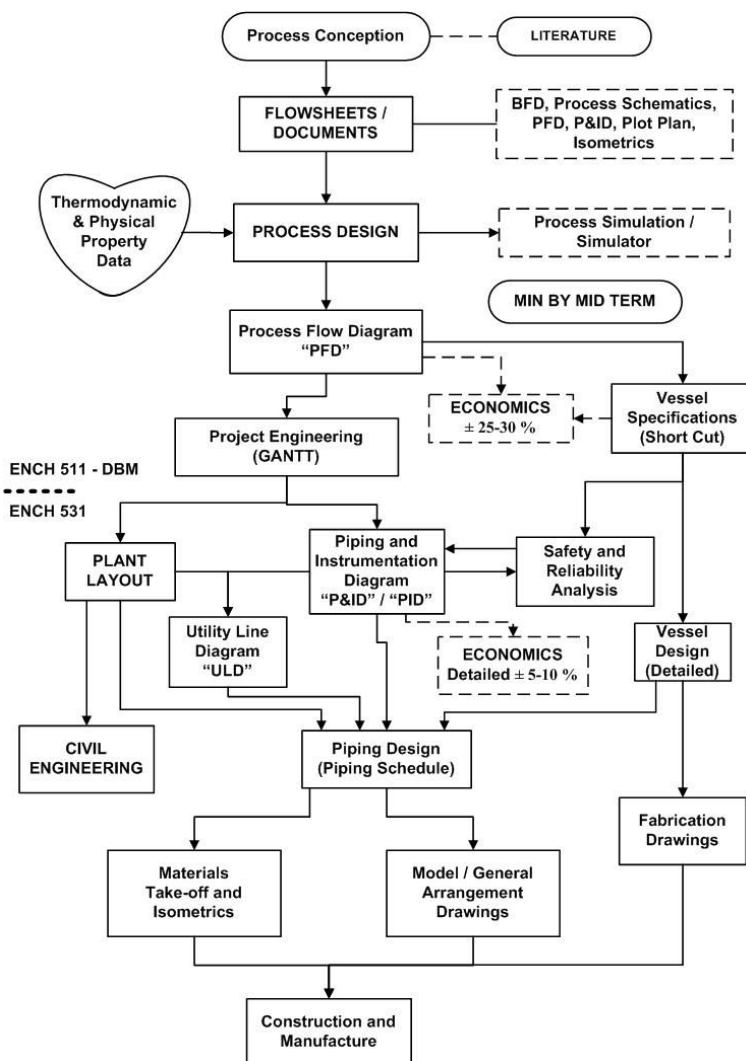 Process Conception
LITERATURE
FLOWSHEETS /
DOCUMENTS
BFD, Process Schematics,
PFD, P&ID, Plot Plan,
Isometrics
Thermodynamic
& Physical
Property
Data
PROCESS DESIGN
Process Simulation /
Simulator
MIN BY MID TERM
Process Flow Diagram
“PFD”
ECONOMICS
± 25-30 %
Vessel
Specifications
(Short Cut)
Project Engineering
(GANTT)
ENCH 511 - DBM
ENCH 531
PLANT
LAYOUT
Piping and
Instrumentation
Diagram
“P&ID” / “PID”
Safety and
Reliability
Analysis
Utility Line
Diagram
“ULD”
ECONOMICS
Detailed ± 5-10 %
Vessel
Design
(Detailed)
CIVIL
ENGINEERING
Piping Design
(Piping Schedule)
Fabrication
Drawings
Materials
Take-off and
Isometrics
Model / General
Arrangement
Drawings
Construction and
Manufacture